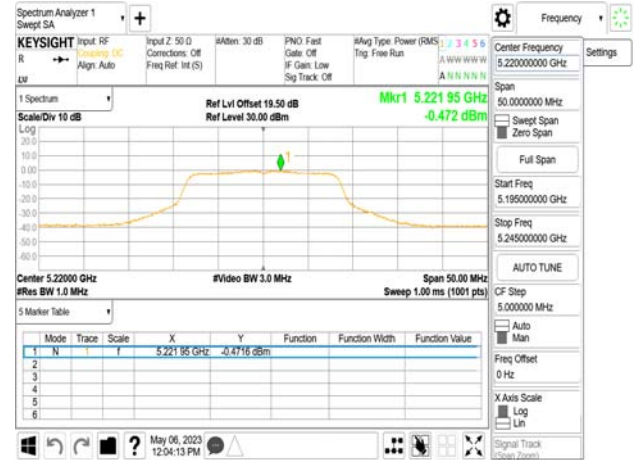 Spectrum Analyzer 1
Swept SA
Frequency
KEYSIGHT
Input: RF
Input Z: 50 Ω
#Atten: 30 dB
PNO: Fast
#Avg Type: Power (RMS
1 2 3 4 5 6
R
Coupling: DC
Corrections: Off
Gate: Off
Trig: Free Run
A W W W W W
Align: Auto
Freq Ref: Int (S)
IF Gain: Low
Sig Track: Off
A N N N N N
Center Frequency
5.220000000 GHz
Settings
Span
50.0000000 MHz
Swept Span
Zero Span
Full Span
Start Freq
5.195000000 GHz
Stop Freq
5.245000000 GHz
AUTO TUNE
CF Step
5.000000 MHz
Auto
Man
Freq Offset
0 Hz
X Axis Scale
Log
Lin
Signal Track
(Span Zoom)
1 Spectrum
Scale/Div 10 dB
Ref Lvl Offset 19.50 dB
Ref Level 30.00 dBm
Mkr1 5.221 95 GHz
-0.472 dBm
Log
20.0
10.0
0.00
-10.0
-20.0
-30.0
-40.0
-50.0
-60.0
1
Center 5.22000 GHz
#Video BW 3.0 MHz
Span 50.00 MHz
#Res BW 1.0 MHz
Sweep 1.00 ms (1001 pts)
5 Marker Table
Mode Trace Scale X Y Function Function Width Function Value
1 N 1 f 5.221 95 GHz -0.4716 dBm
2
3
4
5
6
May 06, 2023
12:04:13 PM